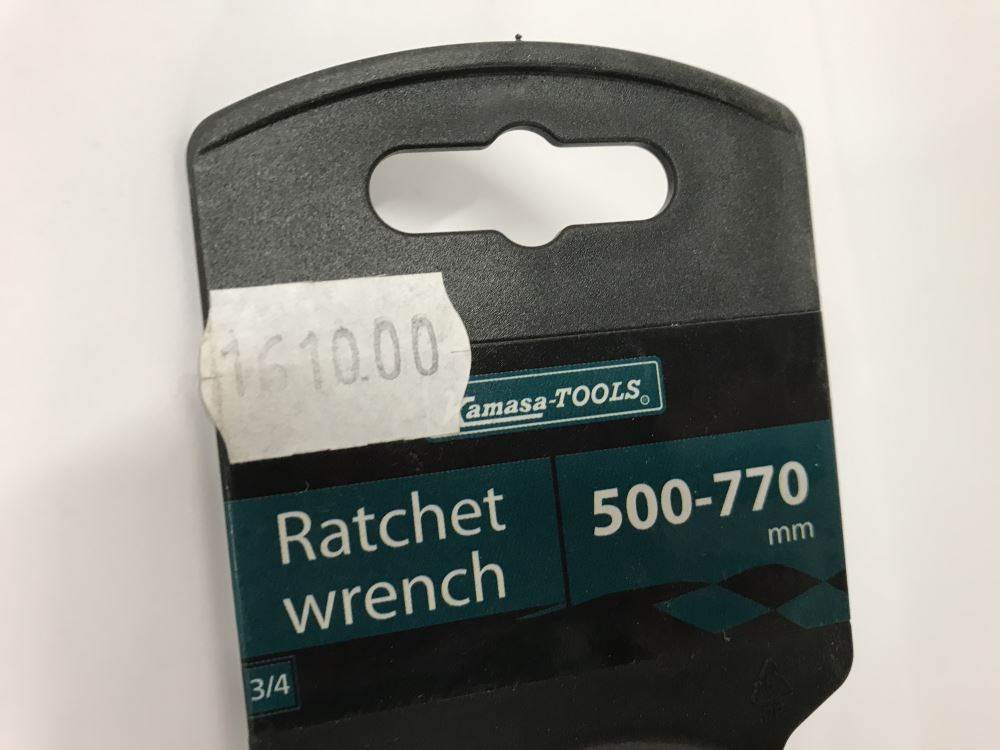 1610.00
Kamasa-TOOLS®
Ratchet
wrench
500-770
mm
3/4